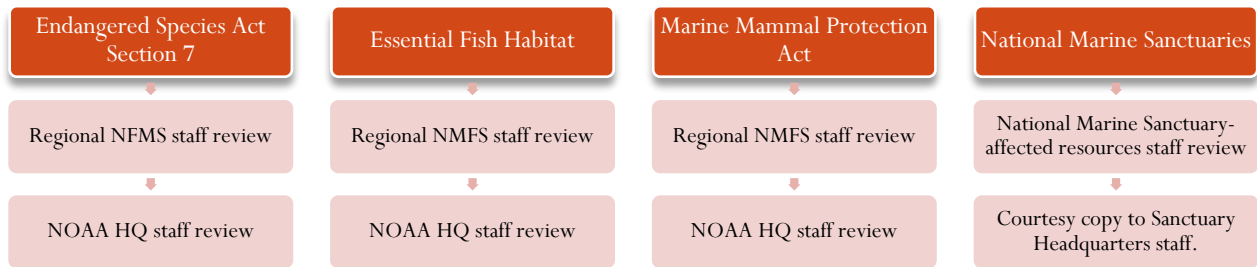 Endangered Species Act
Section 7
Regional NFMS staff review
NOAA HQ staff review
Essential Fish Habitat
Regional NMFS staff review
NOAA HQ staff review
Marine Mammal Protection
Act
Regional NMFS staff review
NOAA HQ staff review
National Marine Sanctuaries
National Marine Sanctuary-
affected resources staff review
Courtesy copy to Sanctuary
Headquarters staff.